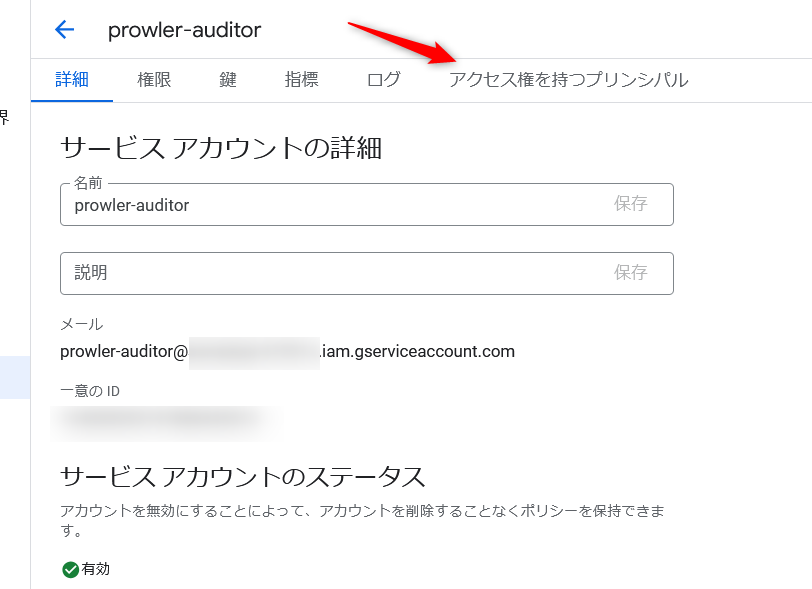 prowler-auditor
詳細 権限 鍵 指標 ログ アクセス権を持つプリンシパル
界
サービス アカウントの詳細
名前
prowler-auditor 保存
説明 保存
メール
prowler-auditor@ .iam.gserviceaccount.com
一意の ID
サービス アカウントのステータス
アカウントを無効にすることによって、アカウントを削除することなくポリシーを保持できま
す。
有効